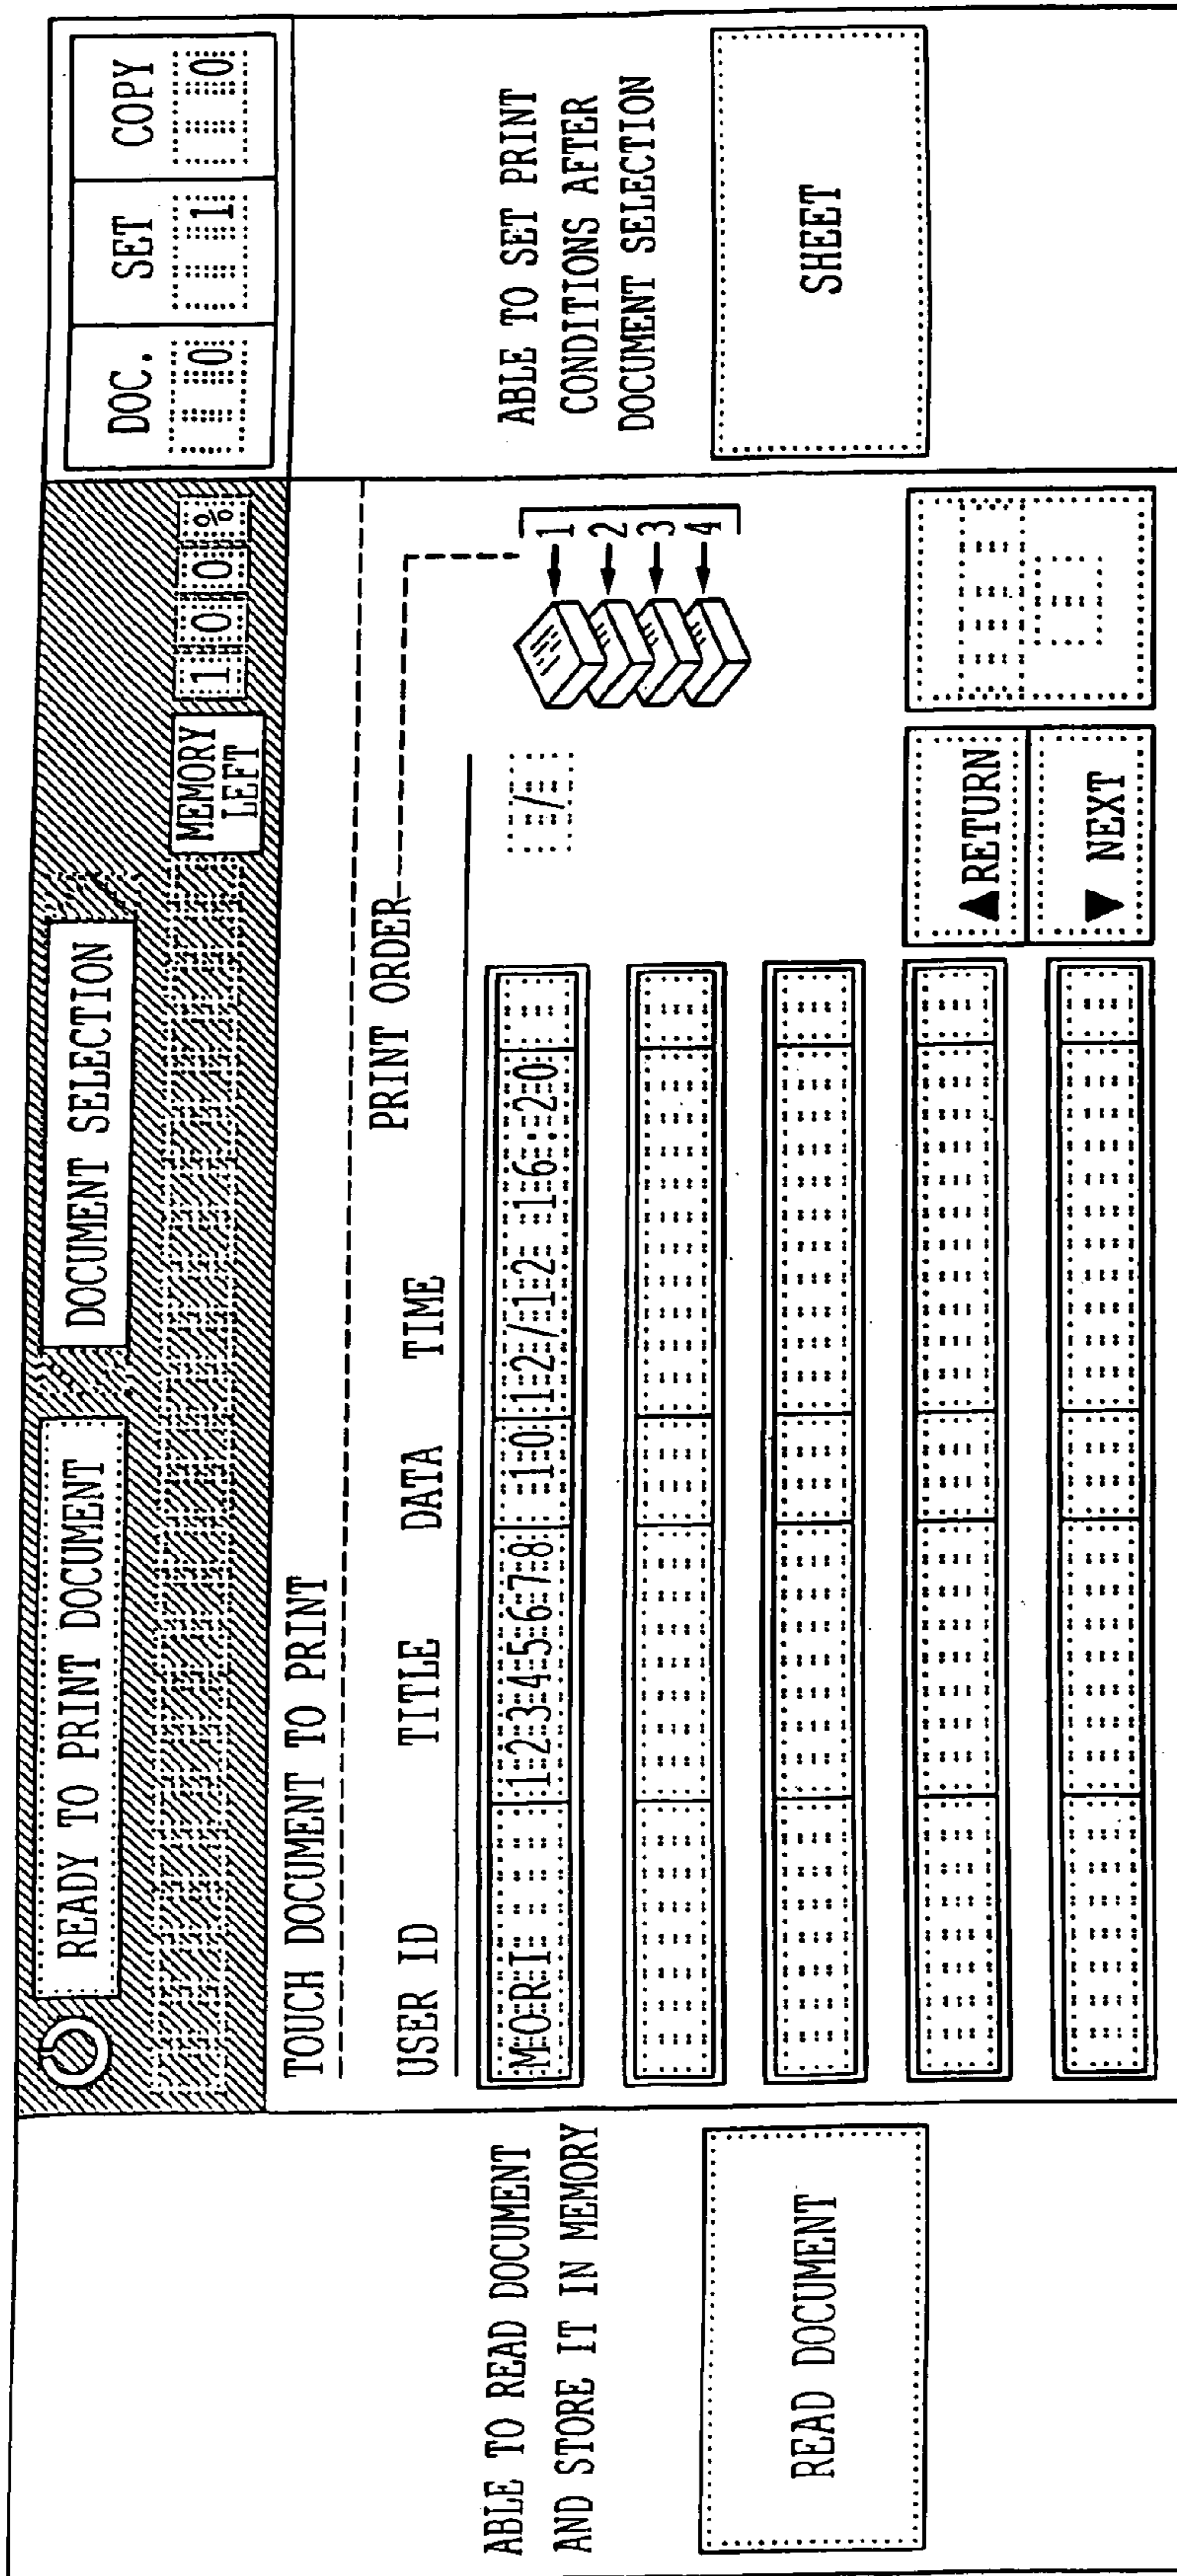 READY TO PRINT DOCUMENT
DOCUMENT SELECTION
MEMORY
LEFT
100%
DOC. SET COPY
0 1 0
TOUCH DOCUMENT TO PRINT
PRINT ORDER
USER ID TITLE DATA TIME
MORI 12345678 10 12/12 16:20
/
1
2
3
4
▲RETURN
▼ NEXT
ABLE TO READ DOCUMENT
AND STORE IT IN MEMORY
READ DOCUMENT
ABLE TO SET PRINT
CONDITIONS AFTER
DOCUMENT SELECTION
SHEET